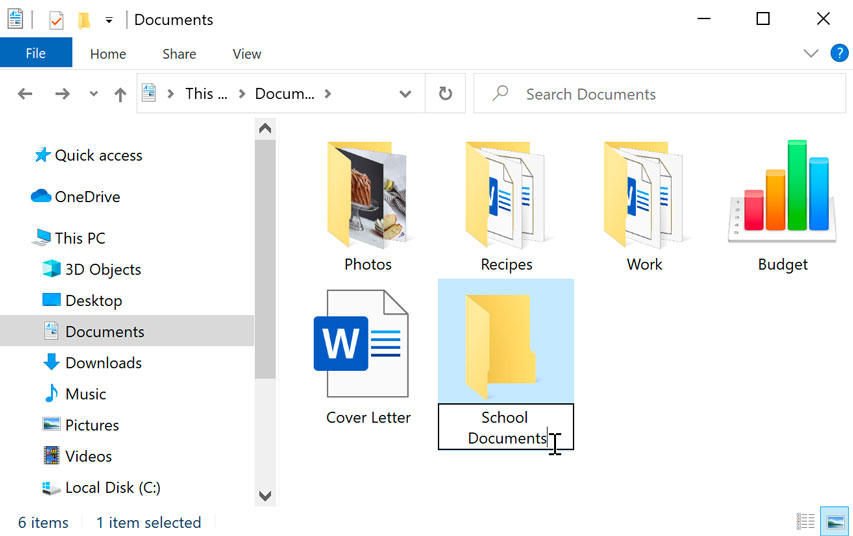 Documents
File Home Share View
?
This ... Docum...
Search Documents
Quick access
OneDrive
This PC
3D Objects
Desktop
Documents
Downloads
Music
Pictures
Videos
Local Disk (C:)
Photos Recipes Work Budget
W
Cover Letter
School
Documents
6 items 1 item selected